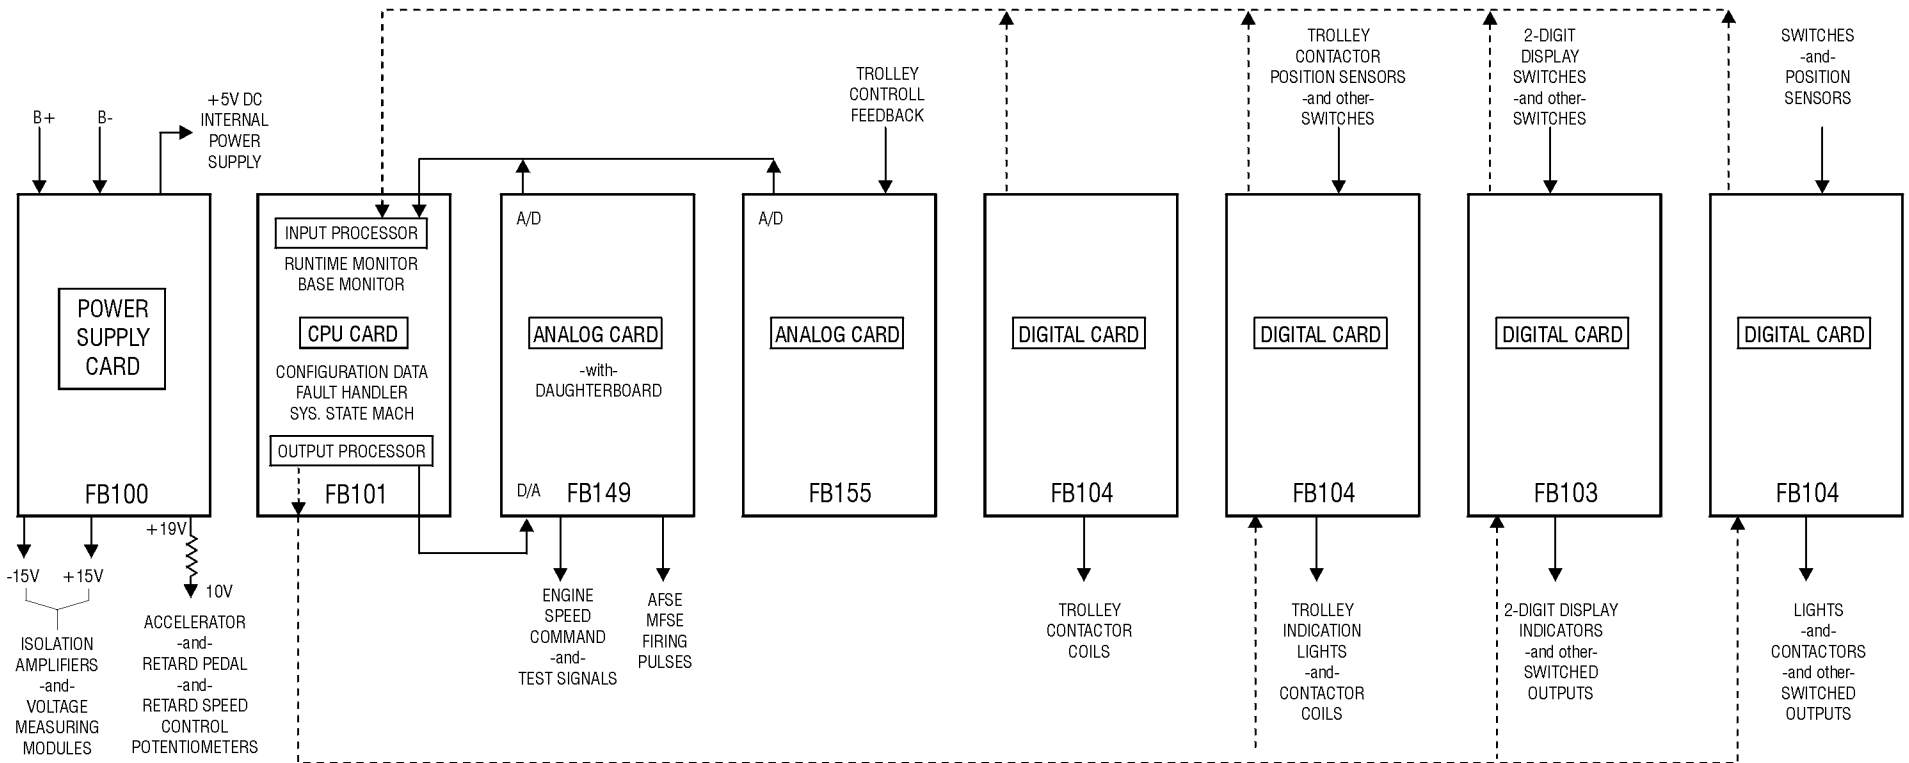 B+
B-
+5V DC
INTERNAL
POWER
SUPPLY
POWER
SUPPLY
CARD
FB100
-15V
+15V
+19V
10V
ISOLATION
AMPLIFIERS
-and-
VOLTAGE
MEASURING
MODULES
ACCELERATOR
-and-
RETARD PEDAL
-and-
RETARD SPEED
CONTROL
POTENTIOMETERS
INPUT PROCESSOR
RUNTIME MONITOR
BASE MONITOR
CPU CARD
CONFIGURATION DATA
FAULT HANDLER
SYS. STATE MACH
OUTPUT PROCESSOR
FB101
A/D
ANALOG CARD
-with-
DAUGHTERBOARD
D/A
FB149
ENGINE
SPEED
COMMAND
-and-
TEST SIGNALS
AFSE
MFSE
FIRING
PULSES
TROLLEY
CONTROLL
FEEDBACK
A/D
ANALOG CARD
FB155
DIGITAL CARD
FB104
TROLLEY
CONTACTOR
COILS
TROLLEY
CONTACTOR
POSITION SENSORS
-and other-
SWITCHES
DIGITAL CARD
FB104
TROLLEY
INDICATION
LIGHTS
-and-
CONTACTOR
COILS
2-DIGIT
DISPLAY
SWITCHES
-and other-
SWITCHES
DIGITAL CARD
FB103
2-DIGIT DISPLAY
INDICATORS
-and other-
SWITCHED
OUTPUTS
SWITCHES
-and-
POSITION
SENSORS
DIGITAL CARD
FB104
LIGHTS
-and-
CONTACTORS
-and other-
SWITCHED
OUTPUTS